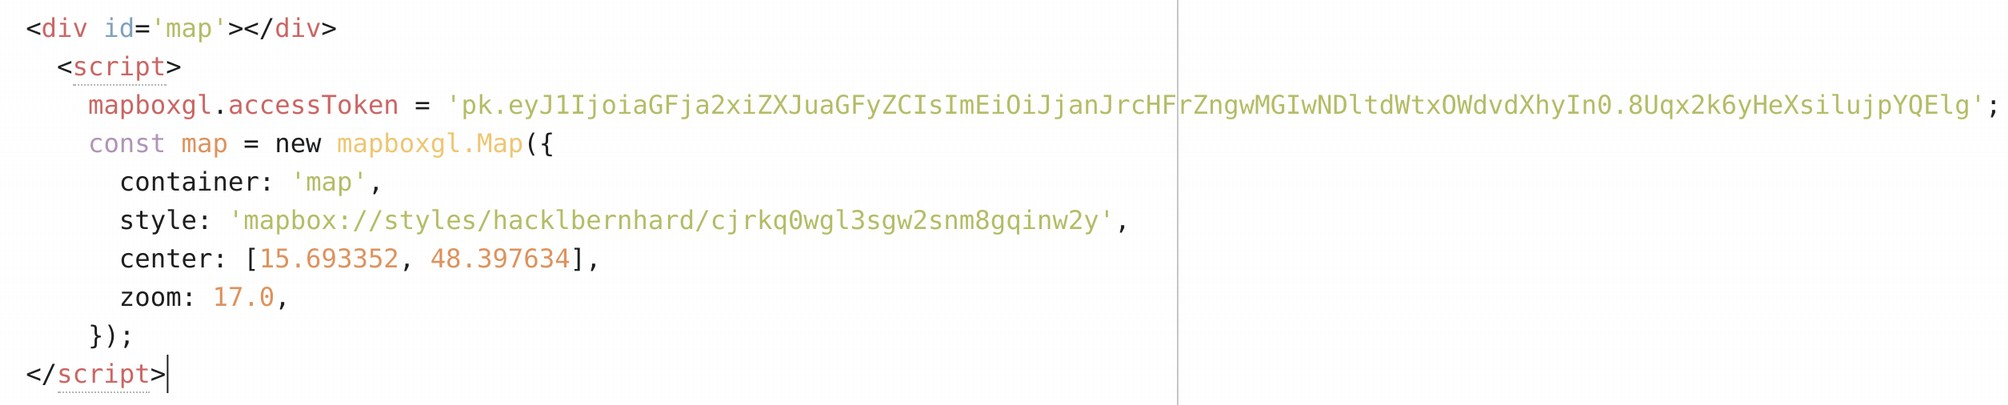 <div id='map'></div>
<script>
mapboxgl.accessToken = 'pk.eyJ1IjoiaGFja2xiZXJuaGFyZCIsImEiOiJjanJrcHFrZngwMGIwNDltdWtxOWdvdXhyIn0.8Uqx2k6yHeXsilujpYQElg';
const map = new mapboxgl.Map({
container: 'map',
style: 'mapbox://styles/hacklbernhard/cjrkq0wgl3sgw2snm8gqinw2y',
center: [15.693352, 48.397634],
zoom: 17.0,
});
</script>